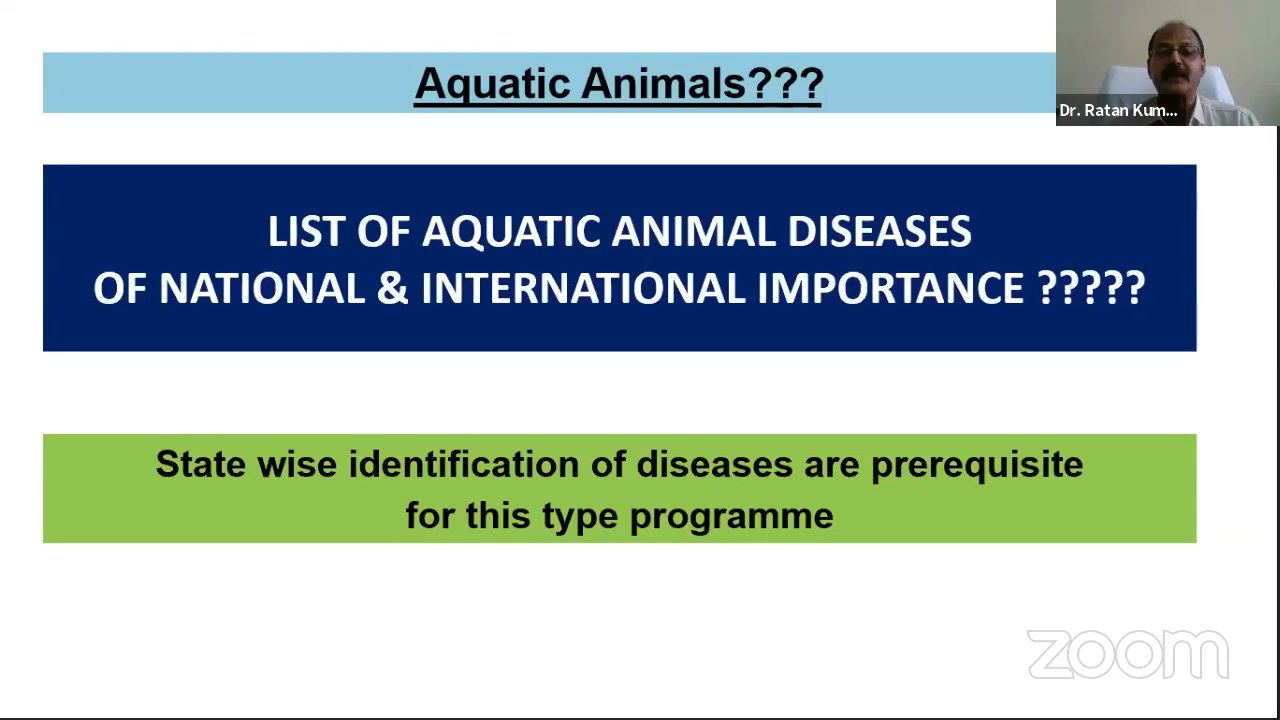 Aquatic Animals???
Dr. Ratan Kum...
LIST OF AQUATIC ANIMAL DISEASES
OF NATIONAL & INTERNATIONAL IMPORTANCE ?????
State wise identification of diseases are prerequisite
for this type programme
zoom